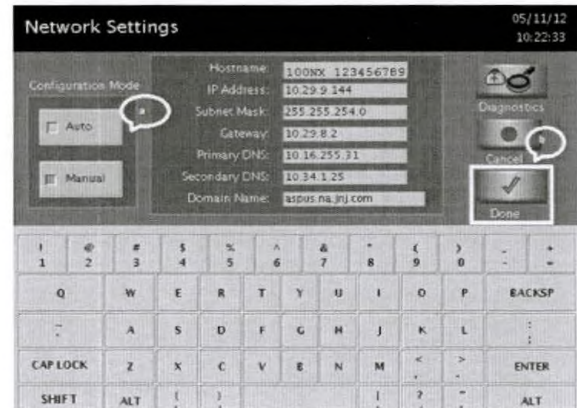 Network Settings
05/11/12
10:22:33
Configuration Mode
Auto
Manual
Hostname: 100NX 123456789
IP Address: 10.29.9.144
Subnet Mask: 255.255.254.0
Gateway: 10.29.8.2
Primary DNS: 10.16.255.31
Secondary DNS: 10.34.1.25
Domain Name: aspus.na.jnj.com
Diagnostics
Cancel
Done
! @ # $ % ^ & * ( ) - +
1 2 3 4 5 6 7 8 9 0 - =
Q W E R T Y U I O P BACKSP
A S D F G H J K L : ;
CAP LOCK Z X C V B N M < > ENTER
SHIFT ALT { } ? ALT